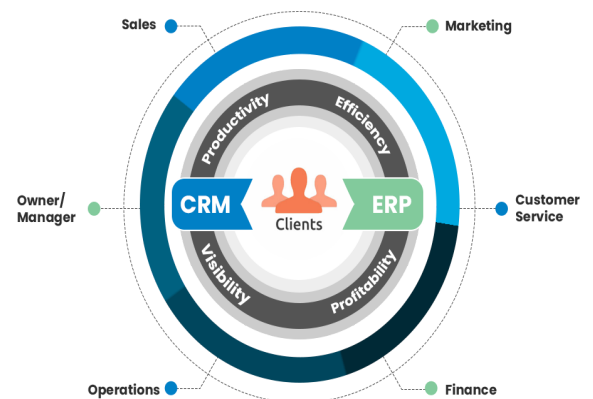 Sales
Marketing
Productivity
Efficiency
Owner/
Manager
CRM
Clients
ERP
Customer
Service
Visibility
Profitability
Operations
Finance